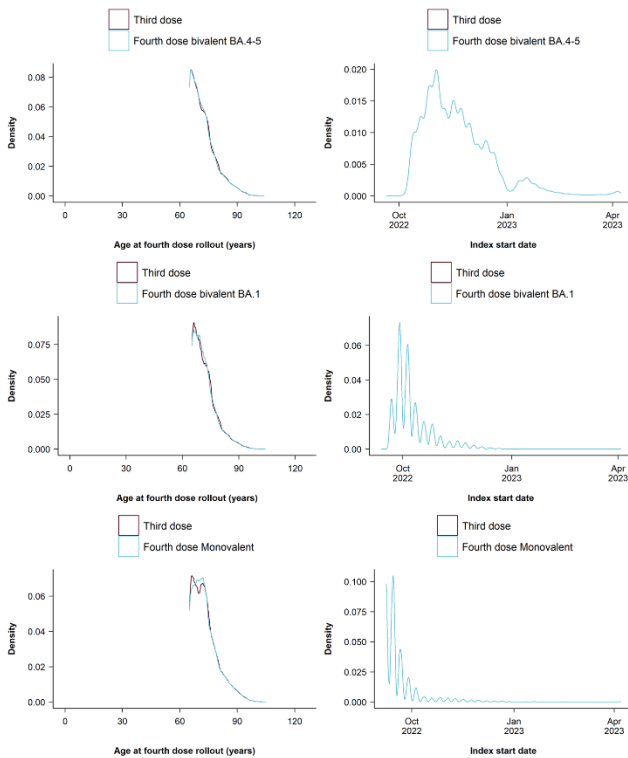 Third dose
Fourth dose bivalent BA.4-5
Density
0.08
0.06
0.04
0.02
0.00
0 30 60 90 120
Age at fourth dose rollout (years)
Third dose
Fourth dose bivalent BA.4-5
Density
0.020
0.015
0.010
0.005
0.000
Oct Jan Apr
2022 2023 2023
Index start date
Third dose
Fourth dose bivalent BA.1
Density
0.075
0.050
0.025
0.000
0 30 60 90 120
Age at fourth dose rollout (years)
Third dose
Fourth dose bivalent BA.1
Density
0.06
0.04
0.02
0.00
Oct Jan Apr
2022 2023 2023
Index start date
Third dose
Fourth dose Monovalent
Density
0.06
0.04
0.02
0.00
0 30 60 90 120
Age at fourth dose rollout (years)
Third dose
Fourth dose Monovalent
Density
0.100
0.075
0.050
0.025
0.000
Oct Jan Apr
2022 2023 2023
Index start date